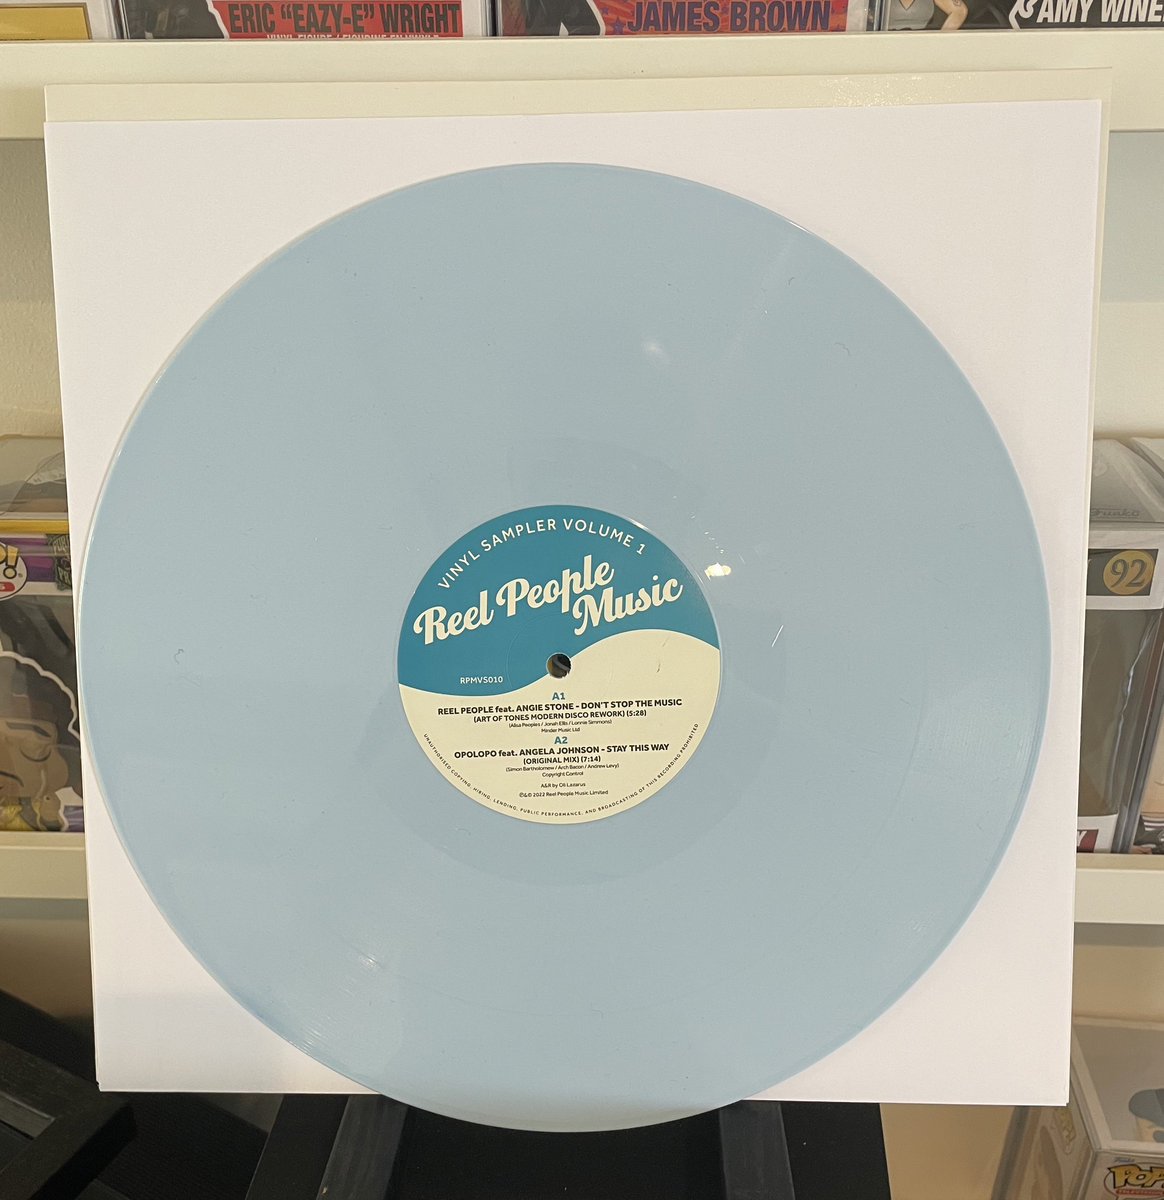 ERIC "EAZY-E" WRIGHT
JAMES BROWN
AMY WINE
VINYL SAMPLER VOLUME 1
Reel People
Music
RPMVS010
A1
REEL PEOPLE feat. ANGIE STONE - DON'T STOP THE MUSIC
(ART OF TONES MODERN DISCO REWORK) (5:28)
(Alisa Peoples / Jonah Ellis / Lonnie Simmons)
Minder Music Ltd
A2
OPOLOPO feat. ANGELA JOHNSON - STAY THIS WAY
(ORIGINAL MIX) (7:14)
(Simon Bartholomew / Arch Bacon / Andrew Levy)
Copyright Control
A&R by Oli Lazarus
℗&© 2022 Reel People Music Limited
UNAUTHORISED COPYING, HIRING, LENDING, PUBLIC PERFORMANCE, AND BROADCASTING OF THIS RECORDING PROHIBITED
Funko
92
Funko
POP